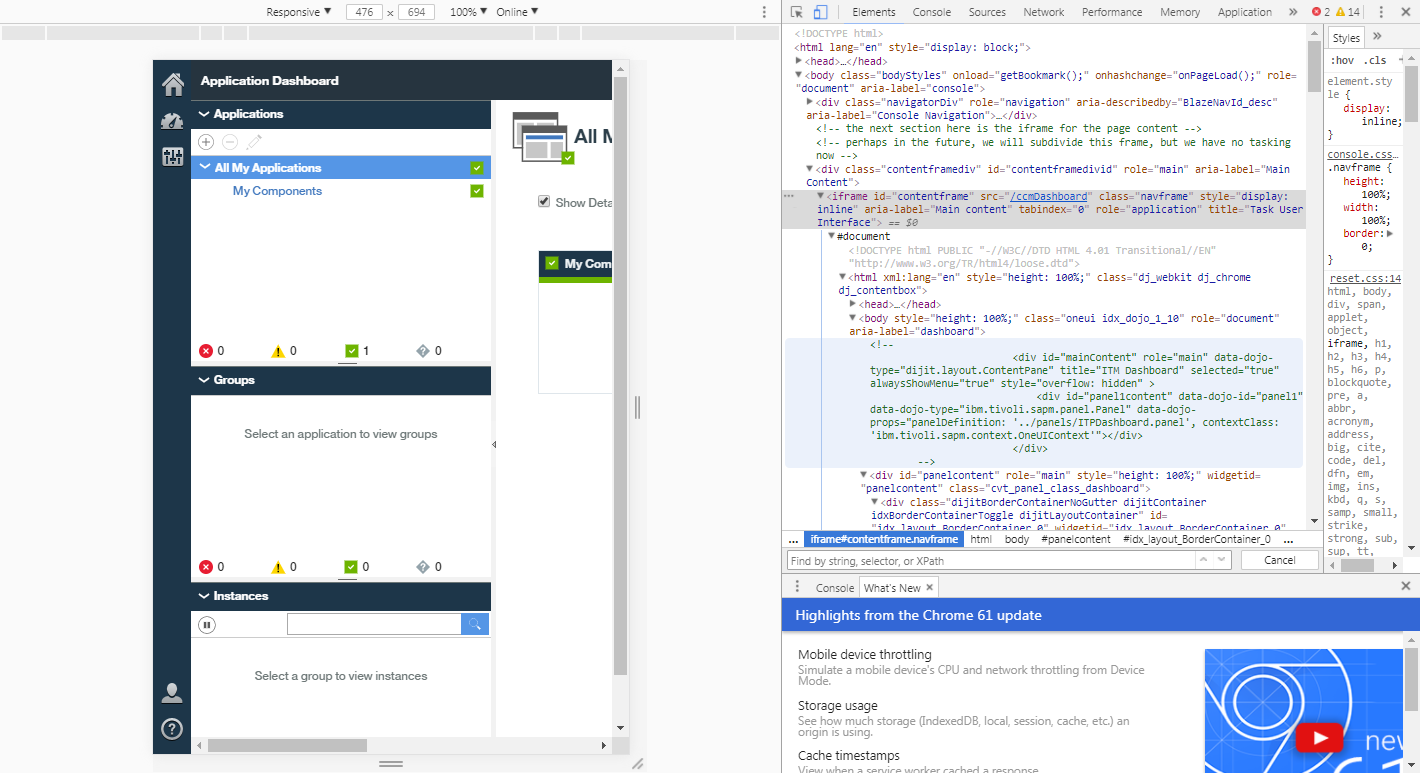 Responsive ▼ 476 x 694 100% ▼ Online ▼
Application Dashboard
Applications
All My Applications
My Components
0 0 1 0
Groups
Select an application to view groups
0 0 0 0
Instances
Select a group to view instances
All M
Show Deta
My Com
Elements Console Sources Network Performance Memory Application » 2 14
<!DOCTYPE html>
<html lang="en" style="display: block;">
<head>…</head>
<body class="bodyStyles" onload="getBookmark();" onhashchange="onPageLoad();" role=
"document" aria-label="console">
<div class="navigatorDiv" role="navigation" aria-describedby="BlazeNavId_desc"
aria-label="Console Navigation">…</div>
<!-- the next section here is the iframe for the page content -->
<!-- perhaps in the future, we will subdivide this frame, but we have no tasking
now -->
<div class="contentframediv" id="contentframedivid" role="main" aria-label="Main
Content">
<iframe id="contentframe" src="/ccmDashboard" class="navframe" style="display:
inline" aria-label="Main content" tabindex="0" role="application" title="Task User
Interface"> == $0
#document
<!DOCTYPE html PUBLIC "-//W3C//DTD HTML 4.01 Transitional//EN"
"http://www.w3.org/TR/html4/loose.dtd">
<html xml:lang="en" style="height: 100%;" class="dj_webkit dj_chrome
dj_contentbox">
<head>…</head>
<body style="height: 100%;" class="oneui idx_dojo_1_10" role="document"
aria-label="dashboard">
<!--
<div id="mainContent" role="main" data-dojo-
type="dijit.layout.ContentPane" title="ITM Dashboard" selected="true"
alwaysShowMenu="true" style="overflow: hidden" >
<div id="panel1content" data-dojo-id="panel1"
data-dojo-type="ibm.tivoli.sapm.panel.Panel" data-dojo-
props="panelDefinition: '../panels/ITPDashboard.panel', contextClass:
'ibm.tivoli.sapm.context.OneUIContext'"></div>
</div>
-->
<div id="panelcontent" role="main" style="height: 100%;" widgetid=
"panelcontent" class="cvt_panel_class_dashboard">
<div class="dijitBorderContainerNoGutter dijitContainer
idxBorderContainerToggle dijitLayoutContainer" id=
"idx_layout_BorderContainer_0" widgetid="idx_layout_BorderContainer_0"
... iframe#contentframe.navframe html body #panelcontent #idx_layout_BorderContainer_0 ...
Find by string, selector, or XPath Cancel
Styles »
:hov .cls +
element.sty
le {
display:
inline;
}
console.css…
.navframe {
height:
100%;
width:
100%;
border:
0;
}
reset.css:14
html, body,
div, span,
applet,
object,
iframe, h1,
h2, h3, h4,
h5, h6, p,
blockquote,
pre, a,
abbr,
acronym,
address,
big, cite,
code, del,
dfn, em,
img, ins,
kbd, q, s,
samp, small,
strike,
strong, sub,
sup, tt,
Console What's New ×
Highlights from the Chrome 61 update
Mobile device throttling
Simulate a mobile device's CPU and network throttling from Device
Mode.
Storage usage
See how much storage (IndexedDB, local, session, cache, etc.) an
origin is using.
Cache timestamps
View when a service worker cached a response
new
61